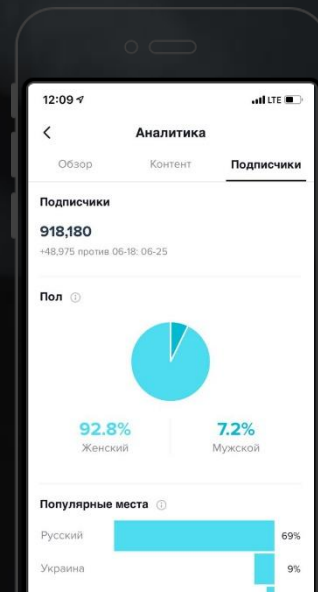 12:09 LTE
Аналитика
Обзор Контент Подписчики
Подписчики
918,180
+48,975 против 06-18: 06-25
Пол
92.8% 7.2%
Женский Мужской
Популярные места
Русский 69%
Украина 9%